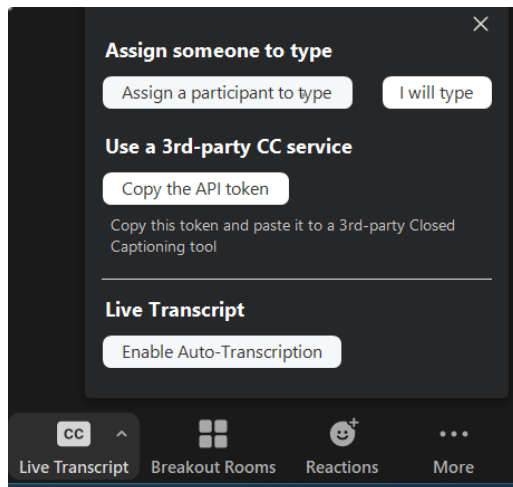 Assign someone to type
Assign a participant to type
I will type
Use a 3rd-party CC service
Copy the API token
Copy this token and paste it to a 3rd-party Closed
Captioning tool
Live Transcript
Enable Auto-Transcription
CC
Live Transcript
Breakout Rooms
Reactions
More